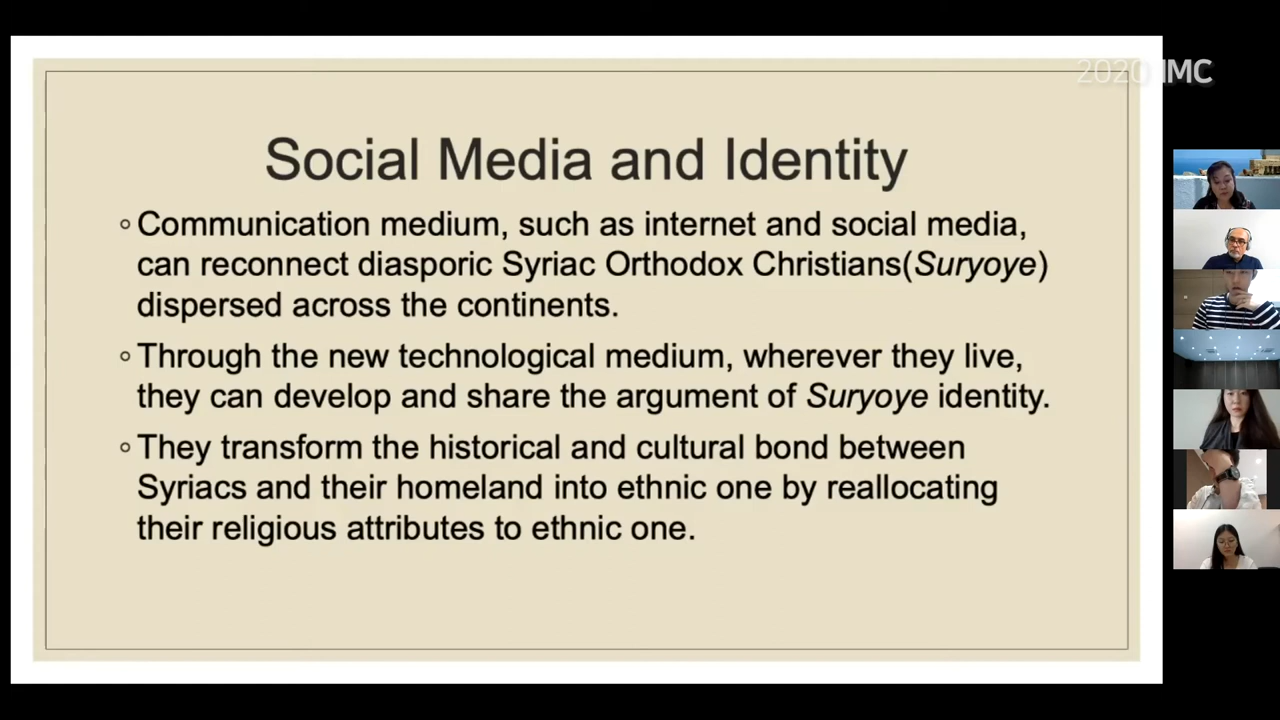 2020 IMC
Social Media and Identity
◦ Communication medium, such as internet and social media,
can reconnect diasporic Syriac Orthodox Christians(Suryoye)
dispersed across the continents.
◦ Through the new technological medium, wherever they live,
they can develop and share the argument of Suryoye identity.
◦ They transform the historical and cultural bond between
Syriacs and their homeland into ethnic one by reallocating
their religious attributes to ethnic one.